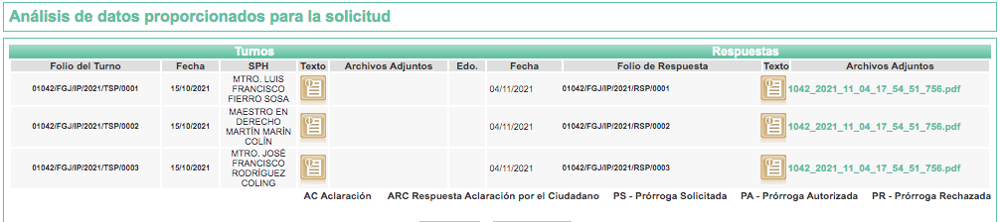 Análisis de datos proporcionados para la solicitud
Turnos Respuestas
Folio del Turno Fecha SPH Texto Archivos Adjuntos Edo. Fecha Folio de Respuesta Texto Archivos Adjuntos
01042/FGJ/IP/2021/TSP/0001 15/10/2021 MTRO. LUIS FRANCISCO FIERRO SOSA 04/11/2021 01042/FGJ/IP/2021/RSP/0001 1042_2021_11_04_17_54_51_756.pdf
01042/FGJ/IP/2021/TSP/0002 15/10/2021 MAESTRO EN DERECHO MARTÍN MARÍN COLÍN 04/11/2021 01042/FGJ/IP/2021/RSP/0002 1042_2021_11_04_17_54_51_756.pdf
01042/FGJ/IP/2021/TSP/0003 15/10/2021 MTRO. JOSÉ FRANCISCO RODRÍGUEZ COLING 04/11/2021 01042/FGJ/IP/2021/RSP/0003 1042_2021_11_04_17_54_51_756.pdf
AC Aclaración ARC Respuesta Aclaración por el Ciudadano PS - Prórroga Solicitada PA - Prórroga Autorizada PR - Prórroga Rechazada